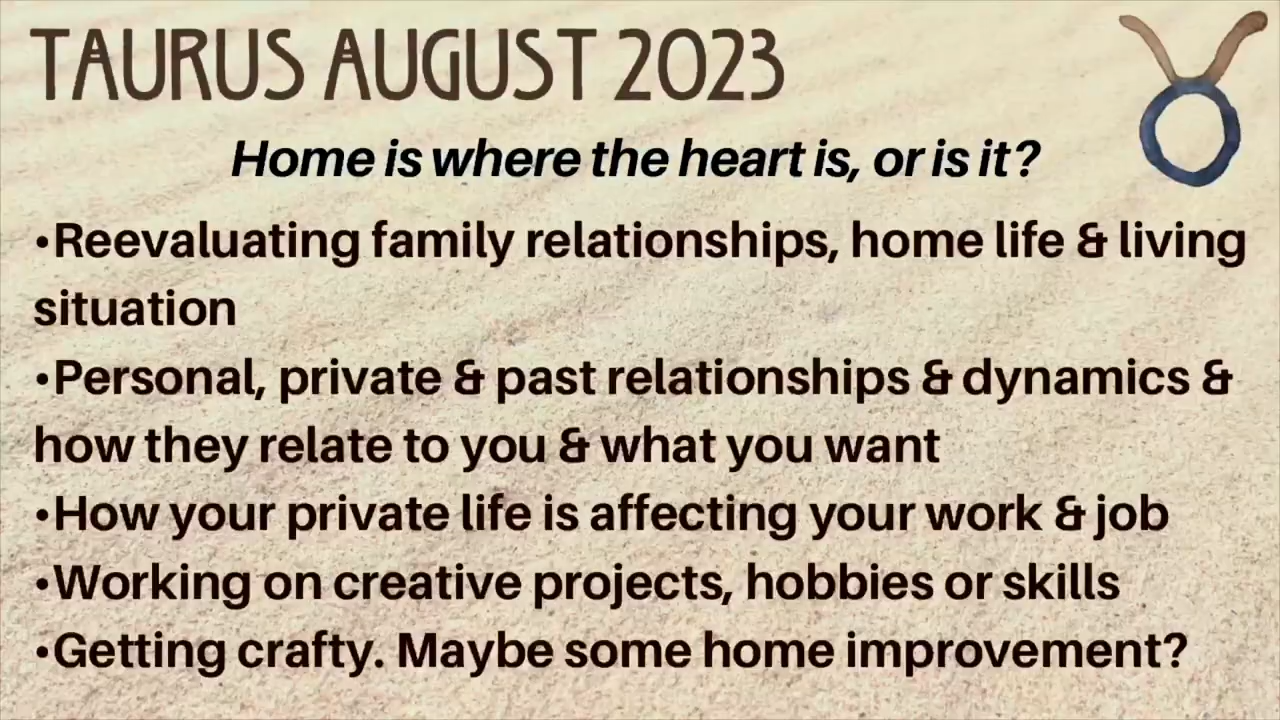 TAURUS AUGUST 2023
Home is where the heart is, or is it?
•Reevaluating family relationships, home life & living
situation
•Personal, private & past relationships & dynamics &
how they relate to you & what you want
•How your private life is affecting your work & job
•Working on creative projects, hobbies or skills
•Getting crafty. Maybe some home improvement?